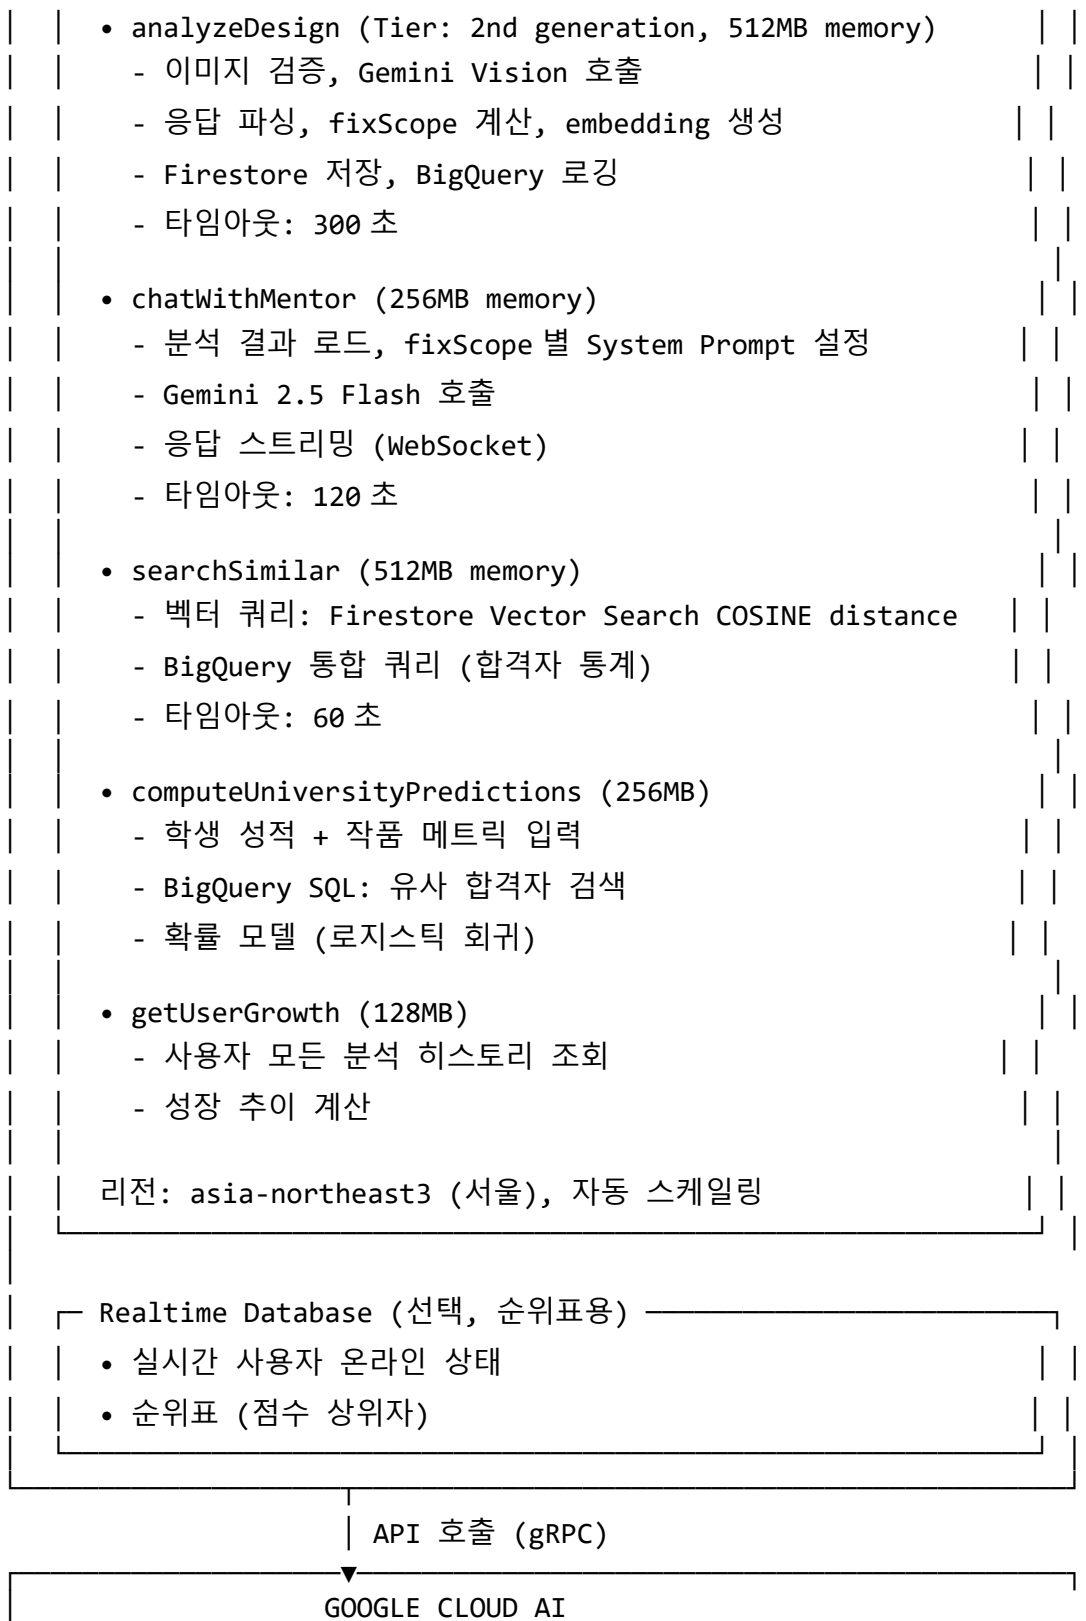 • analyzeDesign (Tier: 2nd generation, 512MB memory)
- 이미지 검증, Gemini Vision 호출
- 응답 파싱, fixScope 계산, embedding 생성
- Firestore 저장, BigQuery 로깅
- 타임아웃: 300초
• chatWithMentor (256MB memory)
- 분석 결과 로드, fixScope별 System Prompt 설정
- Gemini 2.5 Flash 호출
- 응답 스트리밍 (WebSocket)
- 타임아웃: 120초
• searchSimilar (512MB memory)
- 벡터 쿼리: Firestore Vector Search COSINE distance
- BigQuery 통합 쿼리 (합격자 통계)
- 타임아웃: 60초
• computeUniversityPredictions (256MB)
- 학생 성적 + 작품 메트릭 입력
- BigQuery SQL: 유사 합격자 검색
- 확률 모델 (로지스틱 회귀)
• getUserGrowth (128MB)
- 사용자 모든 분석 히스토리 조회
- 성장 추이 계산
리전: asia-northeast3 (서울), 자동 스케일링
Realtime Database (선택, 순위표용)
• 실시간 사용자 온라인 상태
• 순위표 (점수 상위자)
API 호출 (gRPC)
GOOGLE CLOUD AI